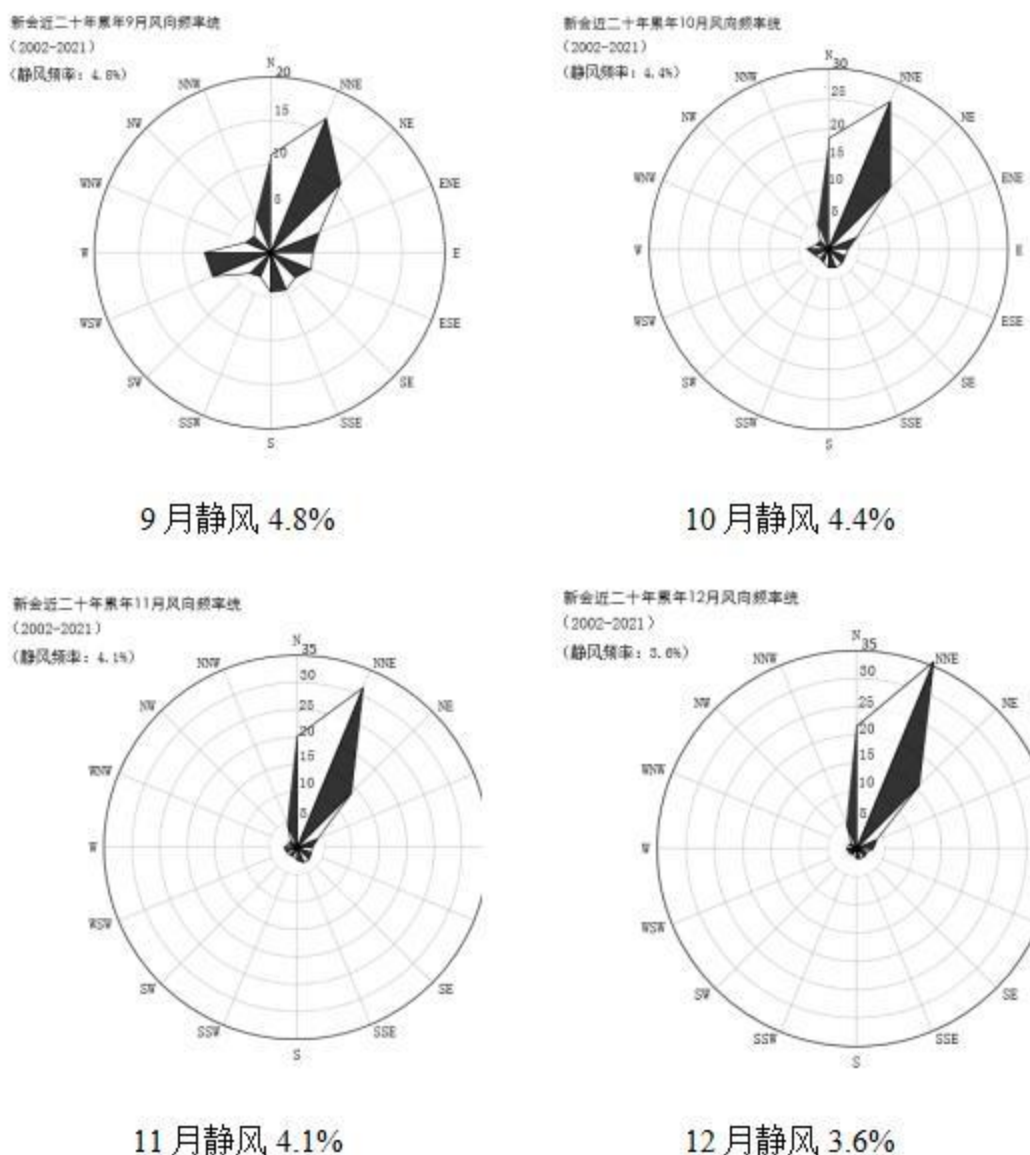 新会近二十年累年9月风向频率统
（2002-2021）
（静风频率：4.8%）
N
20
15
10
5
NNE
NE
ENE
E
ESE
SE
SSE
S
SSW
SW
WSW
W
WNW
NW
NNW
9 月静风 4.8%
新会近二十年累年10月风向频率统
（2002-2021）
（静风频率：4.4%）
N
30
25
20
15
10
5
NNE
NE
ENE
E
ESE
SE
SSE
S
SSW
SW
WSW
W
WNW
NW
NNW
10 月静风 4.4%
新会近二十年累年11月风向频率统
（2002-2021）
（静风频率：4.1%）
N
35
30
25
20
15
10
5
NNE
NE
SE
SSE
S
SSW
SW
WSW
W
WNW
NW
NNW
11 月静风 4.1%
新会近二十年累年12月风向频率统
（2002-2021）
（静风频率：3.6%）
N
35
30
25
20
15
10
5
NNE
NE
SE
SSE
S
SSW
SW
WSW
W
WNW
NW
NNW
12 月静风 3.6%